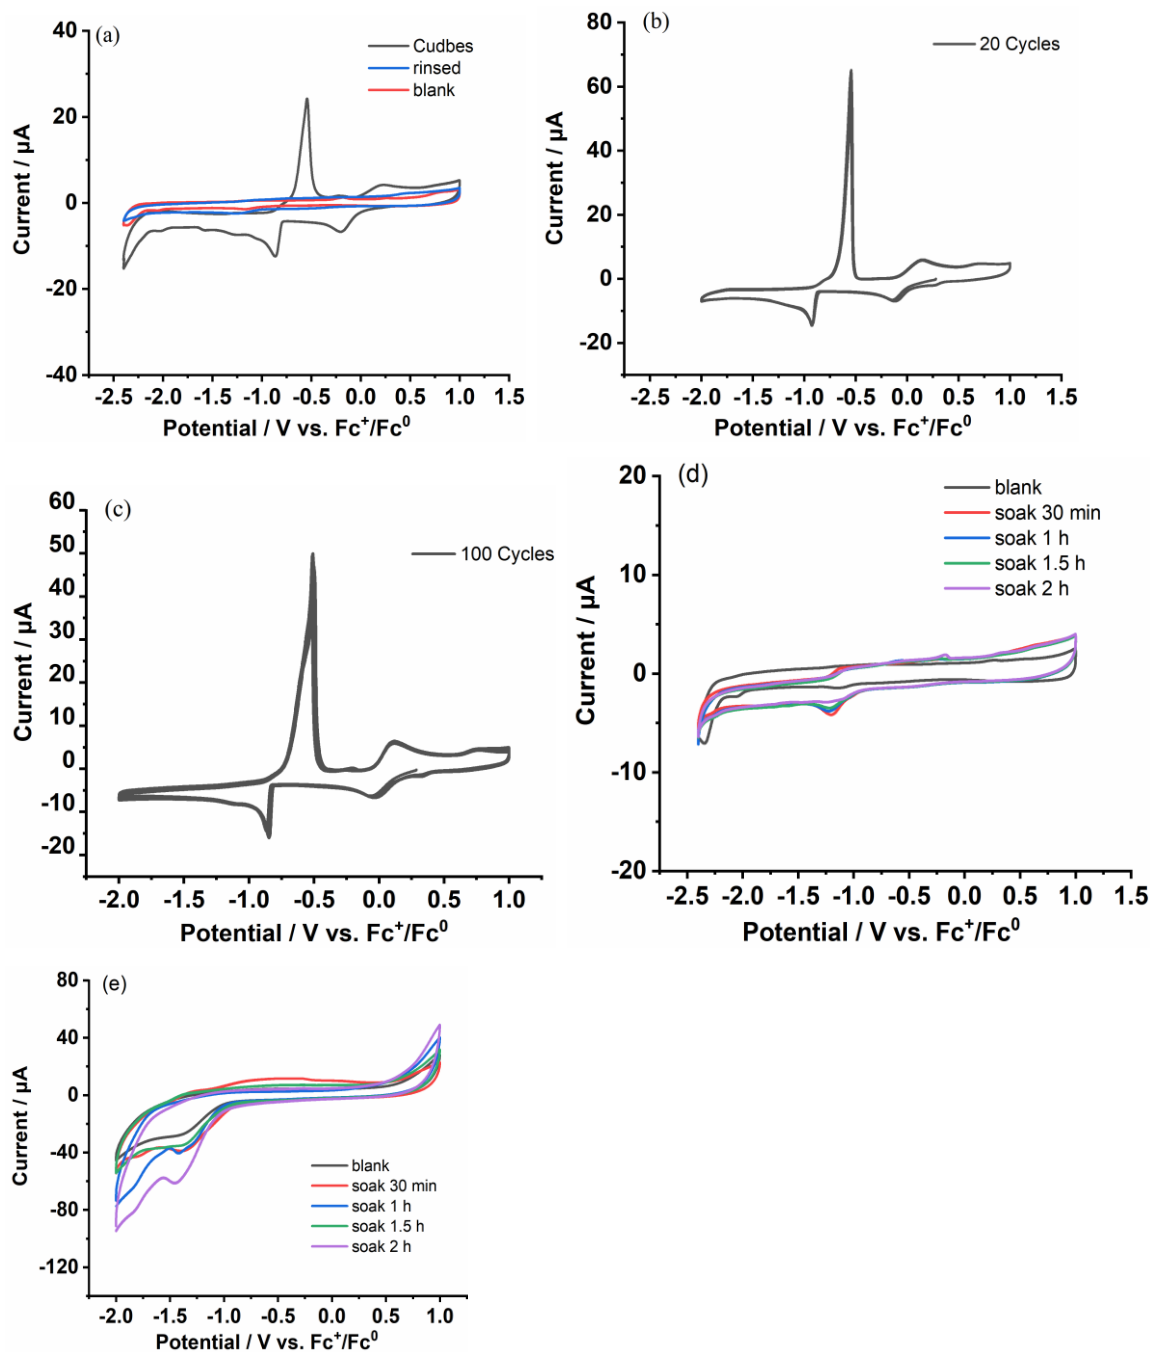 (a)
Cudbes
rinsed
blank
40
20
0
-20
-40
Current / µA
-2.5 -2.0 -1.5 -1.0 -0.5 0.0 0.5 1.0 1.5
Potential / V vs. Fc⁺/Fc⁰
(b)
20 Cycles
80
60
40
20
0
-20
Current / µA
-2.0 -1.5 -1.0 -0.5 0.0 0.5 1.0 1.5
Potential / V vs. Fc⁺/Fc⁰
(c)
100 Cycles
60
50
40
30
20
10
0
-10
-20
Current / µA
-2.0 -1.5 -1.0 -0.5 0.0 0.5 1.0
Potential / V vs. Fc⁺/Fc⁰
(d)
blank
soak 30 min
soak 1 h
soak 1.5 h
soak 2 h
20
10
0
-10
-20
Current / µA
-2.5 -2.0 -1.5 -1.0 -0.5 0.0 0.5 1.0 1.5
Potential / V vs. Fc⁺/Fc⁰
(e)
80
40
0
-40
-80
-120
Current / µA
blank
soak 30 min
soak 1 h
soak 1.5 h
soak 2 h
-2.0 -1.5 -1.0 -0.5 0.0 0.5 1.0
Potential / V vs. Fc⁺/Fc⁰